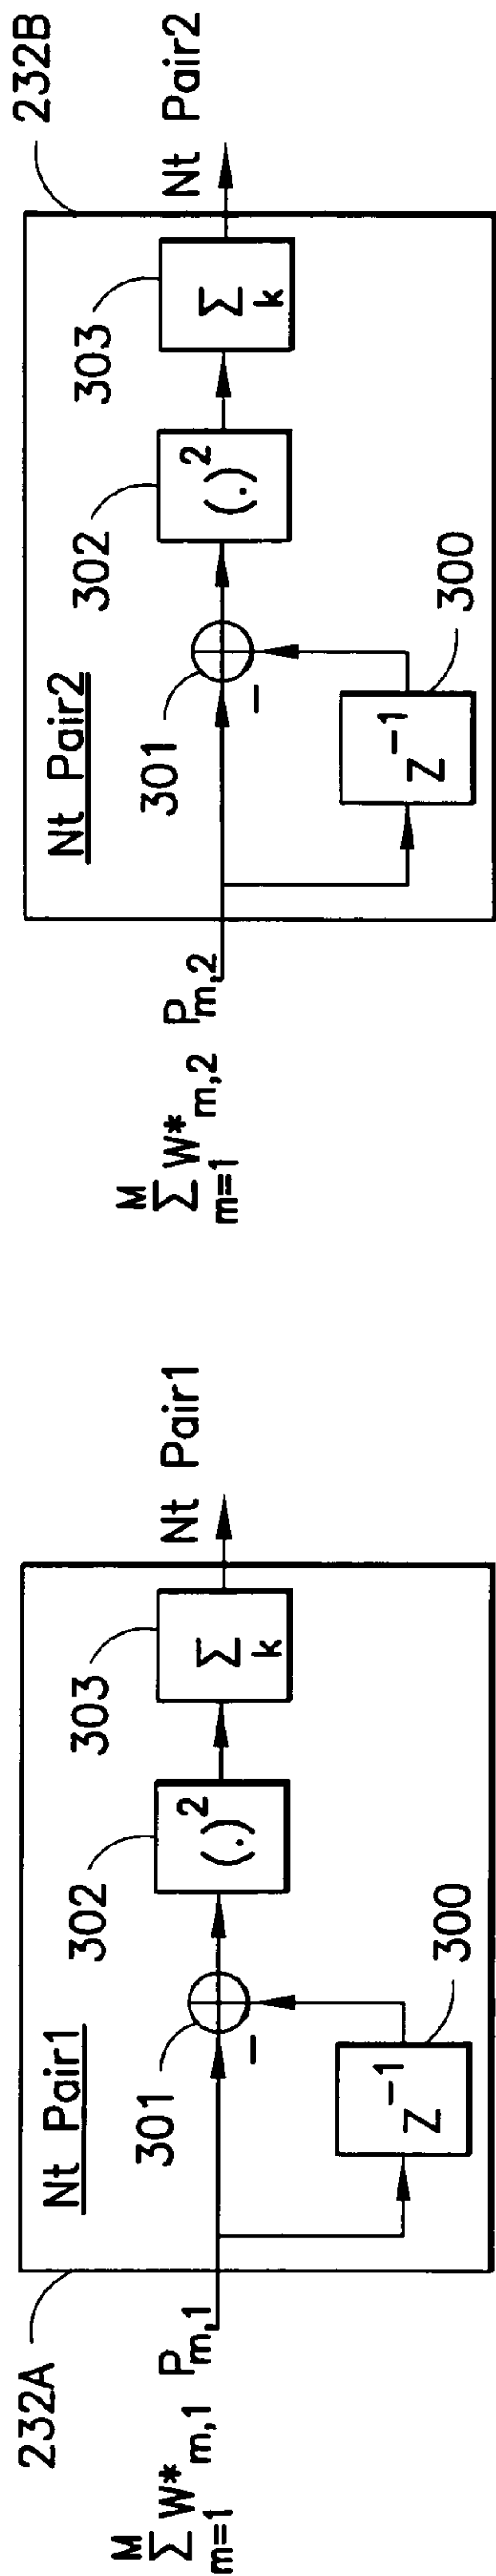 232A
Nt Pair1
301
302
303
300
−
Z⁻¹
(.)²
Σ
k
M
Σ W*m,1 Pm,1
m=1
Nt Pair1
232B
Nt Pair2
301
302
303
300
−
Z⁻¹
(.)²
Σ
k
M
Σ W*m,2 Pm,2
m=1
Nt Pair2